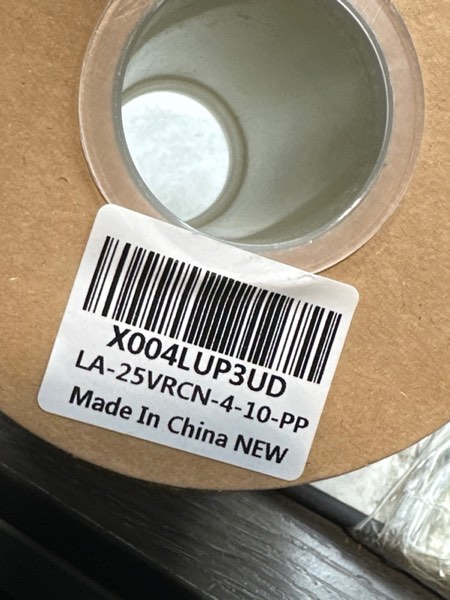 X004LUP3UD
LA-25VRCN-4-10-PP
Made In China NEW